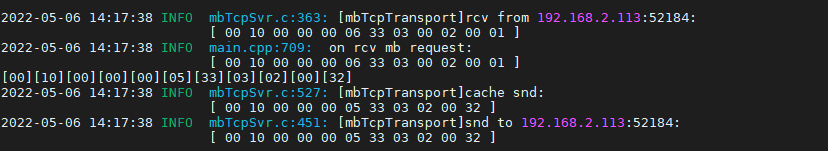 2022-05-06 14:17:38 INFO  mbTcpSvr.c:363: [mbTcpTransport]rcv from 192.168.2.113:52184:
[ 00 10 00 00 00 06 33 03 00 02 00 01 ]
2022-05-06 14:17:38 INFO  main.cpp:709:  on rcv mb request:
[ 00 10 00 00 00 06 33 03 00 02 00 01 ]
[00][10][00][00][00][05][33][03][02][00][32]
2022-05-06 14:17:38 INFO  mbTcpSvr.c:527: [mbTcpTransport]cache snd:
[ 00 10 00 00 00 05 33 03 02 00 32 ]
2022-05-06 14:17:38 INFO  mbTcpSvr.c:451: [mbTcpTransport]snd to 192.168.2.113:52184:
[ 00 10 00 00 00 05 33 03 02 00 32 ]